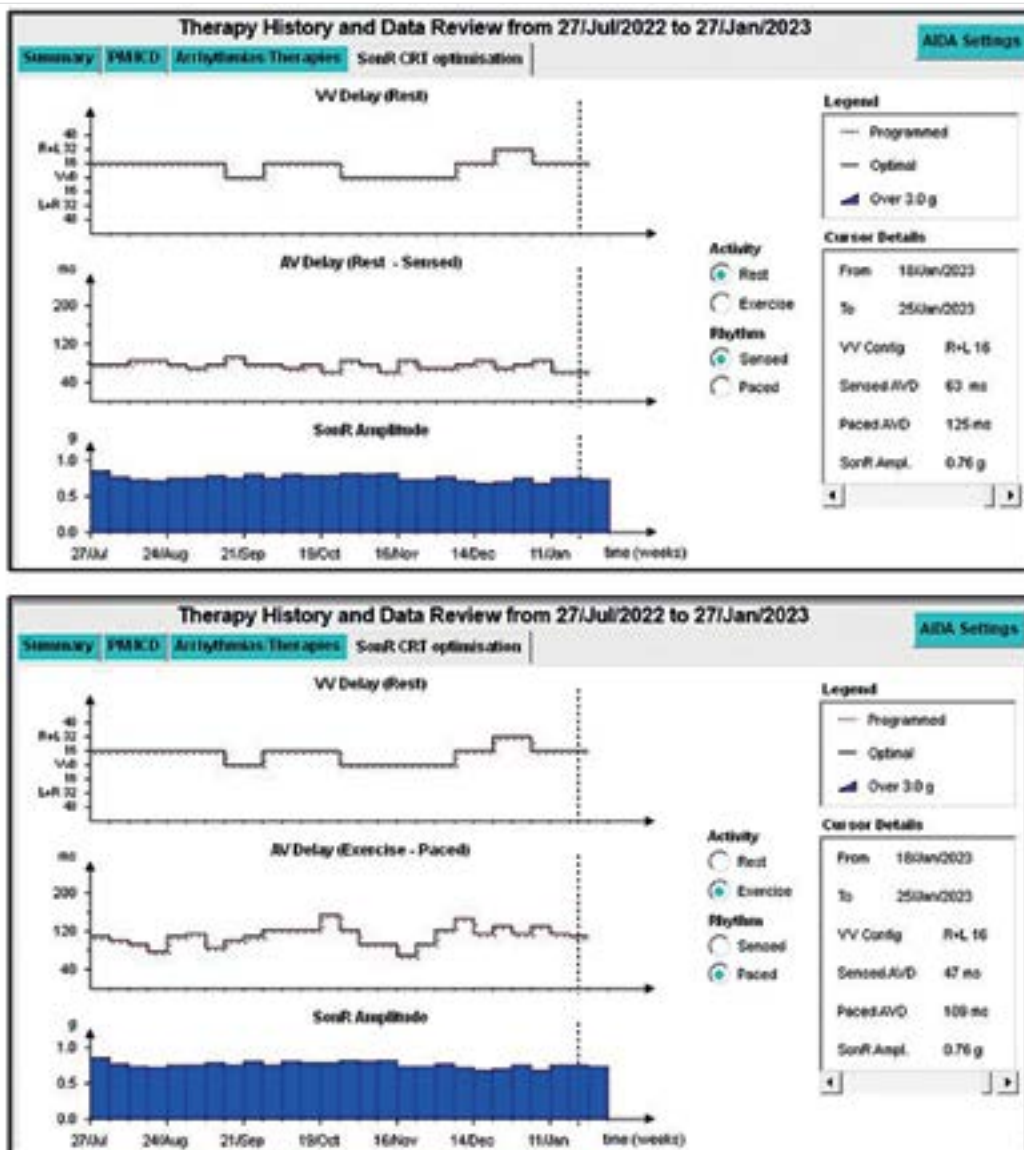 Therapy History and Data Review from 27/Jul/2022 to 27/Jan/2023
AIDA Settings
Summary PM/ICD Arrhythmias Therapies SonR CRT optimisation
VV Delay (Rest)
48
R+L 32
16
V+0
16
L+R 32
48
AV Delay (Rest - Sensed)
ms
200
120
40
SonR Amplitude
g
1.0
0.5
0.0
27/Jul 24/Aug 21/Sep 19/Oct 16/Nov 14/Dec 11/Jan time (weeks)
Activity
Rest
Exercise
Rhythm
Sensed
Paced
Legend
Programmed
Optimal
Over 3.0 g
Cursor Details
From 18/Jan/2023
To 25/Jan/2023
VV Config R+L 16
Sensed AVD 63 ms
Paced AVD 125 ms
SonR Ampl. 0.76 g
Therapy History and Data Review from 27/Jul/2022 to 27/Jan/2023
AIDA Settings
Summary PM/ICD Arrhythmias Therapies SonR CRT optimisation
VV Delay (Rest)
48
R+L 32
16
V+0
16
L+R 32
48
AV Delay (Exercise - Paced)
ms
200
120
40
SonR Amplitude
g
1.0
0.5
0.0
27/Jul 24/Aug 21/Sep 19/Oct 16/Nov 14/Dec 11/Jan time (weeks)
Activity
Rest
Exercise
Rhythm
Sensed
Paced
Legend
Programmed
Optimal
Over 3.0 g
Cursor Details
From 18/Jan/2023
To 25/Jan/2023
VV Config R+L 16
Sensed AVD 47 ms
Paced AVD 109 ms
SonR Ampl. 0.76 g